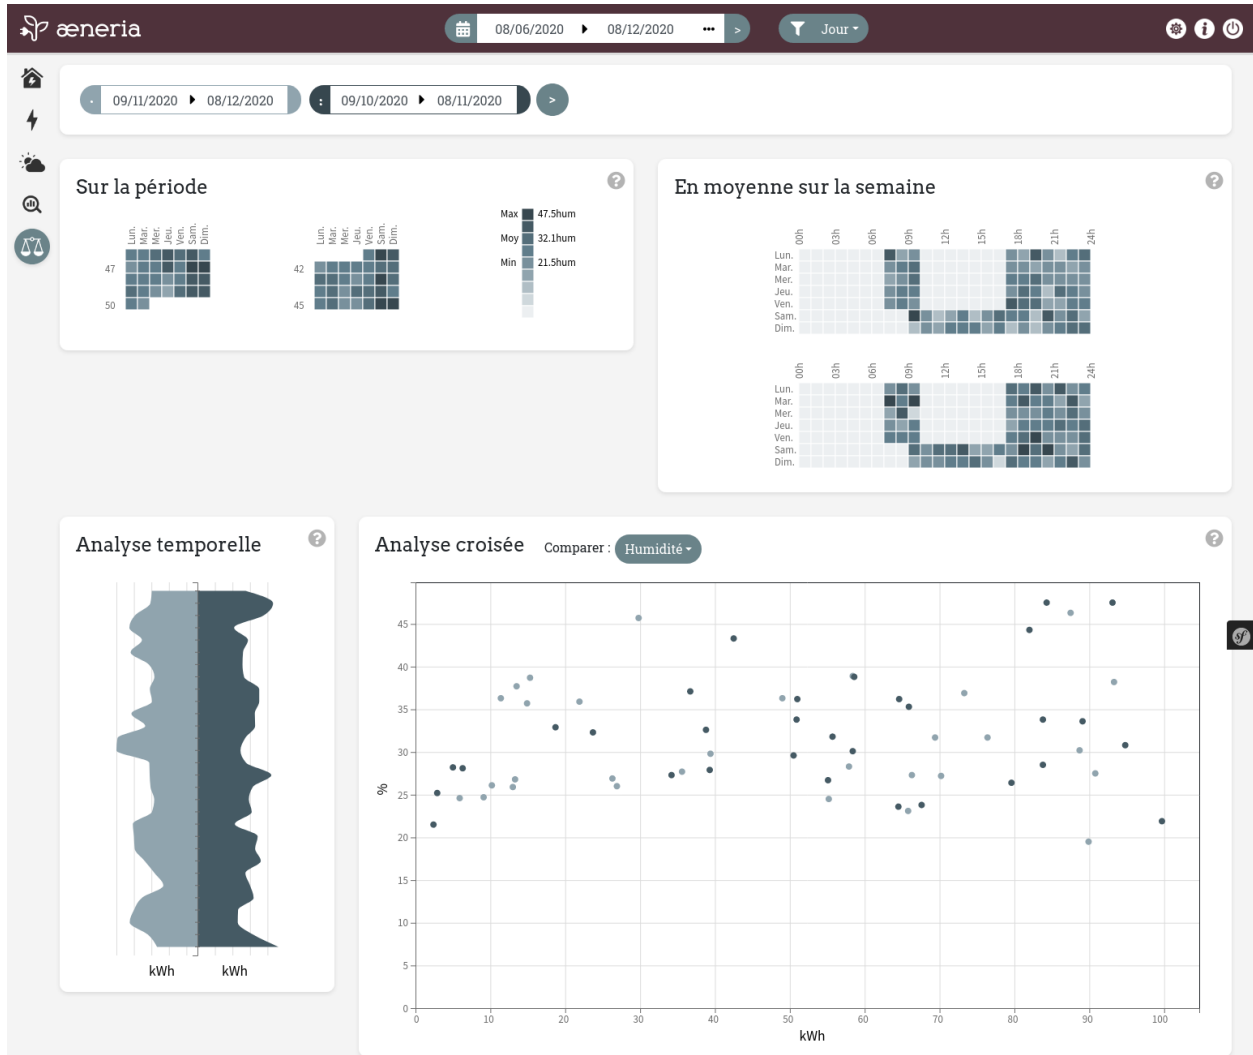 æneria
08/06/2020 08/12/2020 ••• >
Jour
09/11/2020 08/12/2020
: 09/10/2020 08/11/2020 >
Sur la période
?
Lun. Mar. Mer. Jeu. Ven. Sam. Dim.
47
50
Lun. Mar. Mer. Jeu. Ven. Sam. Dim.
42
45
Max 47.5hum
Moy 32.1hum
Min 21.5hum
En moyenne sur la semaine
?
00h 03h 06h 09h 12h 15h 18h 21h 24h
Lun.
Mar.
Mer.
Jeu.
Ven.
Sam.
Dim.
00h 03h 06h 09h 12h 15h 18h 21h 24h
Lun.
Mar.
Mer.
Jeu.
Ven.
Sam.
Dim.
Analyse temporelle
?
kWh kWh
Analyse croisée
Comparer : Humidité
?
45
40
35
30
%
25
20
15
10
5
0
0 10 20 30 40 50 60 70 80 90 100
kWh
sf